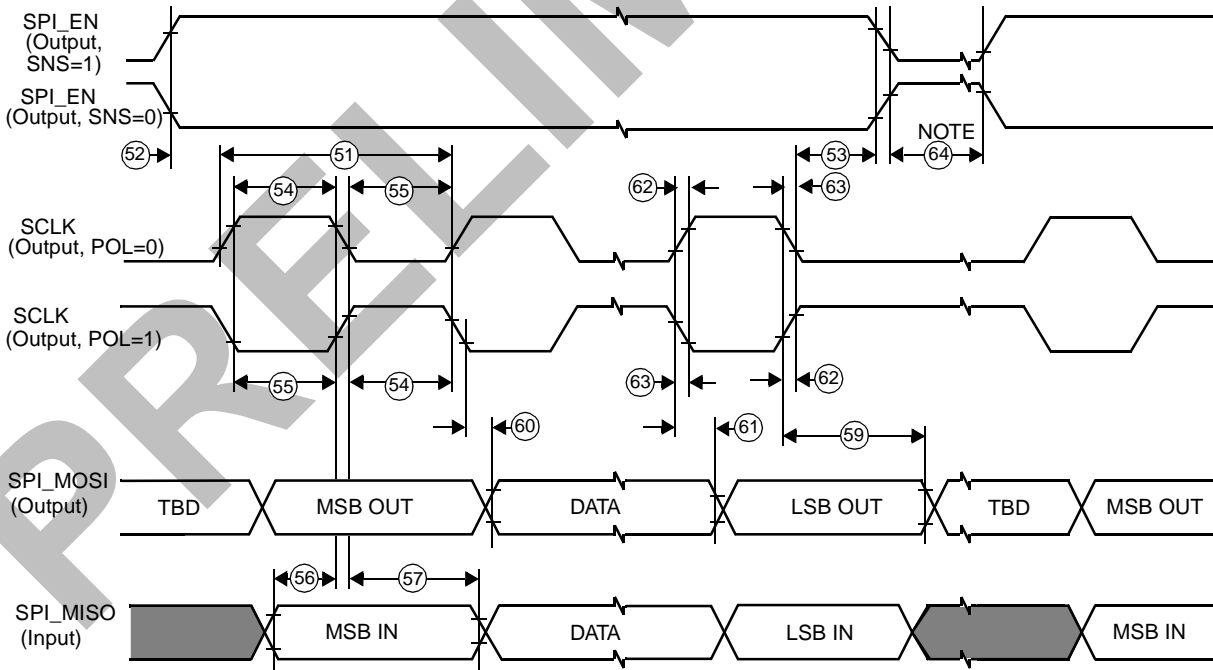 SPI_EN
(Output,
SNS=1)
SPI_EN
(Output, SNS=0)
NOTE
52
51
53
64
54
55
62
63
SCLK
(Output, POL=0)
SCLK
(Output, POL=1)
55
54
63
62
60
61
59
SPI_MOSI
(Output)
TBD
MSB OUT
DATA
LSB OUT
TBD
MSB OUT
56
57
SPI_MISO
(Input)
MSB IN
DATA
LSB IN
MSB IN
PRELIM